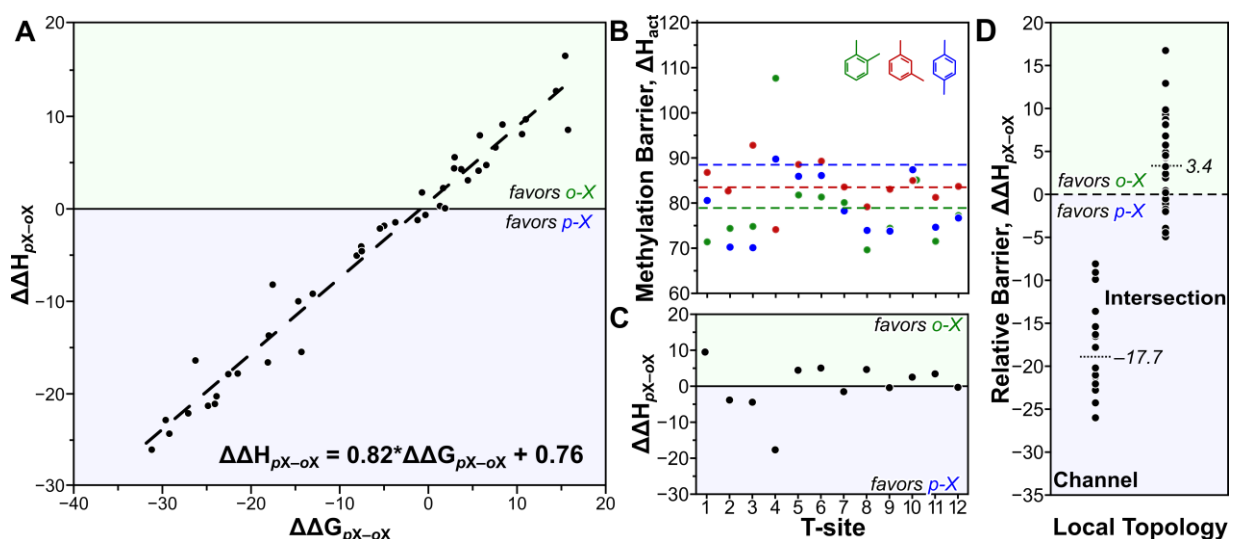 A
ΔΔH_pX–oX
20
10
0
−10
−20
−30
−40
−30
−20
−10
0
10
20
favors o-X
favors p-X
ΔΔH_pX–oX = 0.82*ΔΔG_pX–oX + 0.76
ΔΔG_pX–oX
B
Methylation Barrier, ΔH_act
120
110
100
90
80
70
60
C
ΔΔH_pX–oX
20
10
0
−10
−20
−30
favors o-X
favors p-X
1 2 3 4 5 6 7 8 9 10 11 12
T-site
D
Relative Barrier, ΔΔH_pX–oX
20
15
10
5
0
−5
−10
−15
−20
−25
−30
−35
3.4
favors o-X
favors p-X
Intersection
−17.7
Channel
Local Topology